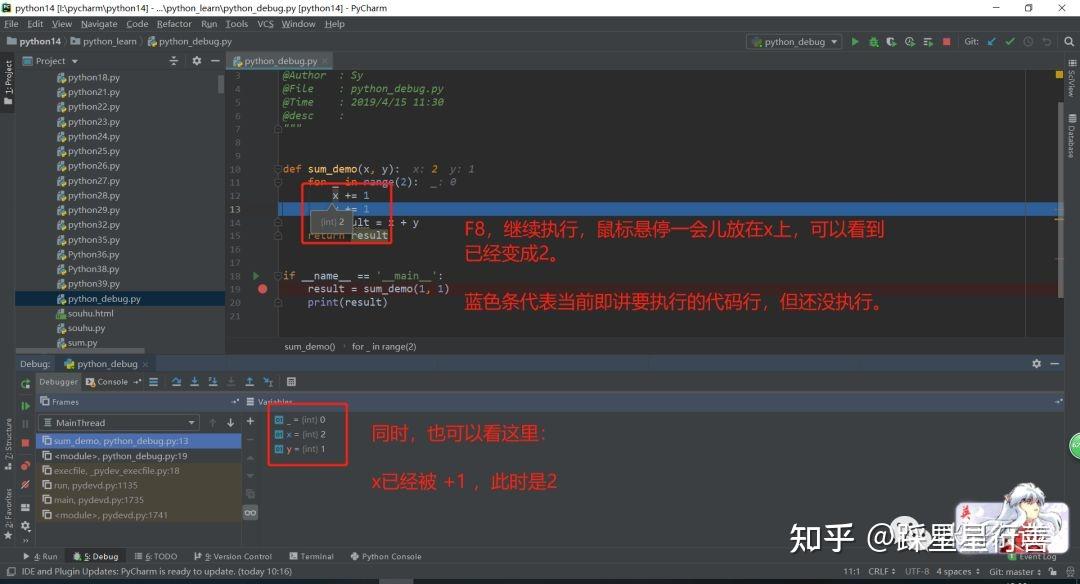 python14 [t:\pycharm\python14] - ...\python_learn\python_debug.py [python14] - PyCharm
File Edit View Navigate Code Refactor Run Tools VCS Window Help
python14 python_learn python_debug.py python_debug Git:
1: Project
Project
python_debug.py
python18.py
python21.py
python22.py
python23.py
python24.py
python25.py
python26.py
python27.py
python28.py
python29.py
python32.py
python35.py
Python36.py
Python38.py
python39.py
python_debug.py
souhu.html
souhu.py
sum.py
SciView
Database
3 @Author : Sy
4 @File : python_debug.py
5 @Time : 2019/4/15 11:30
6 @desc :
7 """
8
9
10 def sum_demo(x, y): x: 2 y: 1
11 for _ in range(2): _: 0
12 x += 1
13 += 1
14 ult = x + y
(int) 2
15 return result
16
17
18 if __name__ == '__main__':
19 result = sum_demo(1, 1)
20 print(result)
21
F8，继续执行，鼠标悬停一会儿放在x上，可以看到
已经变成2。
蓝色条代表当前即讲要执行的代码行，但还没执行。
sum_demo() for _ in range(2)
Debug: python_debug
Debugger Console
Frames Variables
MainThread
sum_demo, python_debug.py:13
<module>, python_debug.py:19
execfile, _pydev_execfile.py:18
run, pydevd.py:1135
main, pydevd.py:1735
<module>, pydevd.py:1741
_ = {int} 0
x = {int} 2
y = {int} 1
同时，也可以看这里：
x已经被 +1 ，此时是2
Z: Structure
2: Favorites
英
知乎 @踩星星行善
4: Run 5: Debug 6: TODO 9: Version Control Terminal Python Console Event Log
IDE and Plugin Updates: PyCharm is ready to update. (today 10:16) 11:1 CRLF UTF-8 4 spaces Git: master